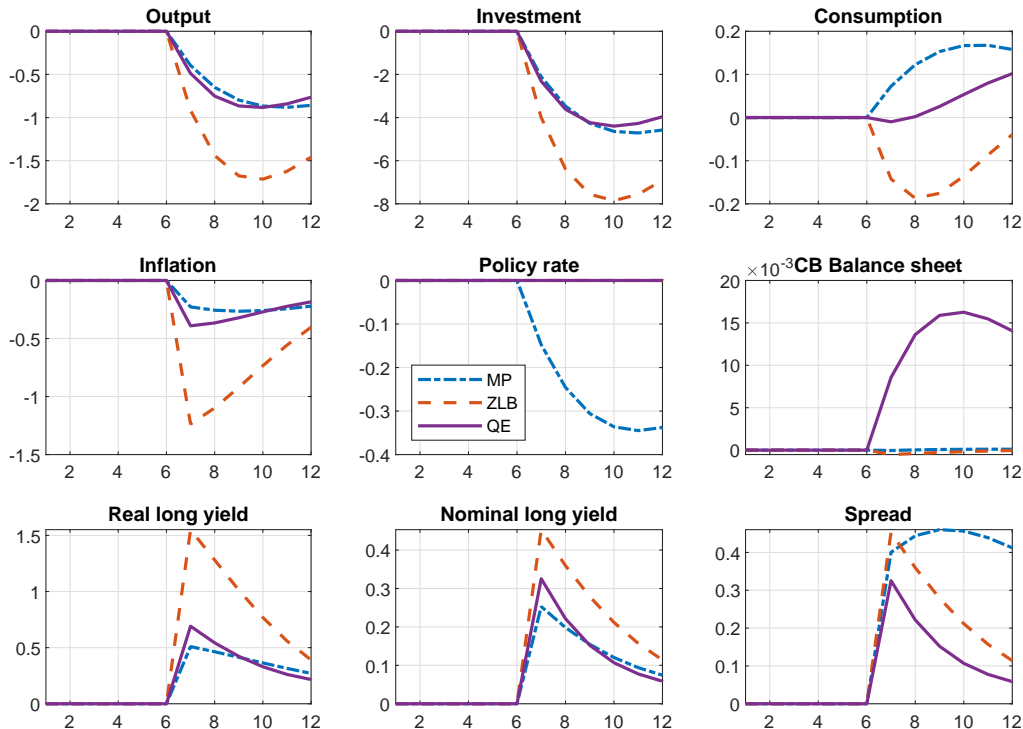 Output
Investment
Consumption
0
-0.5
-1
-1.5
-2
2 4 6 8 10 12
0
-2
-4
-6
-8
2 4 6 8 10 12
0.2
0.1
0
-0.1
-0.2
2 4 6 8 10 12
Inflation
Policy rate
×10⁻³CB Balance sheet
0
-0.5
-1
-1.5
2 4 6 8 10 12
0
-0.1
-0.2
-0.3
-0.4
MP
ZLB
QE
2 4 6 8 10 12
20
15
10
5
0
2 4 6 8 10 12
Real long yield
Nominal long yield
Spread
1.5
1
0.5
0
2 4 6 8 10 12
0.4
0.3
0.2
0.1
0
2 4 6 8 10 12
0.4
0.3
0.2
0.1
0
2 4 6 8 10 12